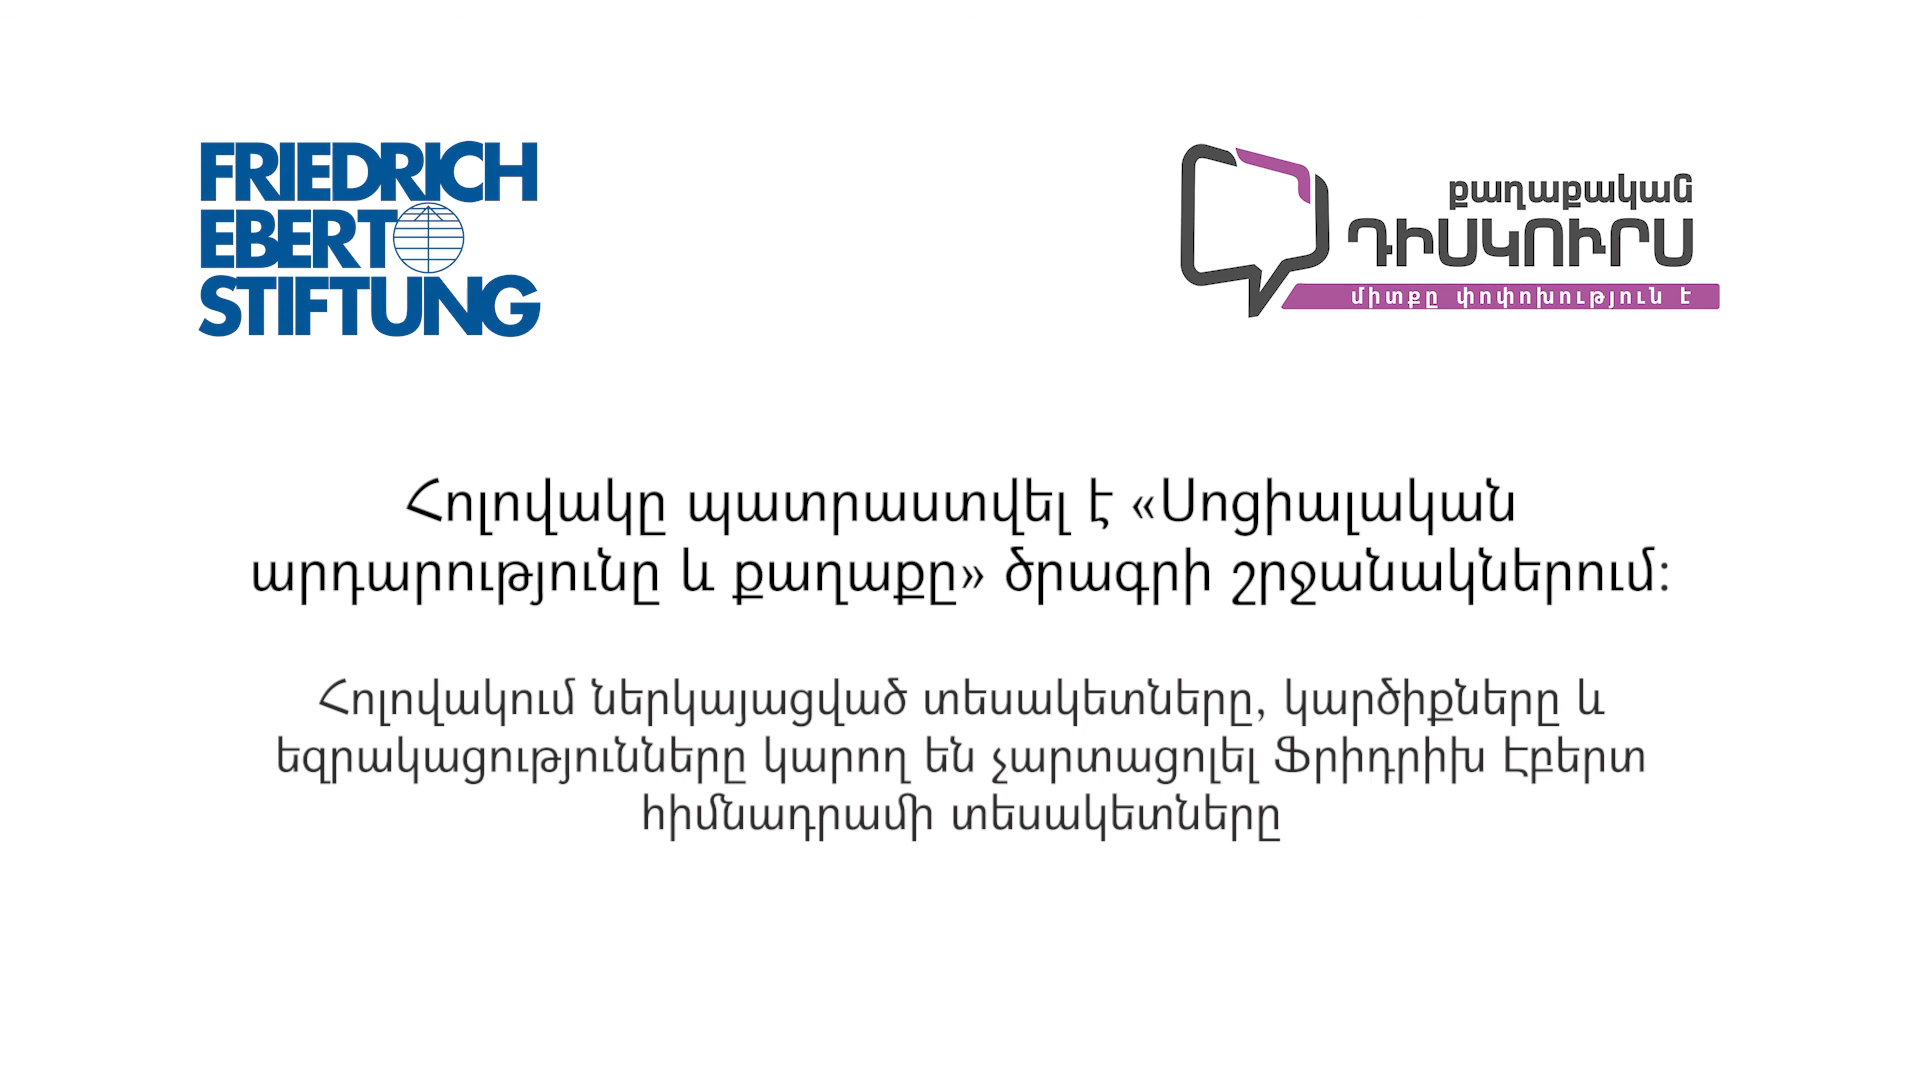 FRIEDRICH
EBERT
STIFTUNG
քաղաքական
ԴԻՍԿՈՒՐՍ
միտքը փոփոխություն է
Հոլովակը պատրաստվել է «Սոցիալական
արդարությունը և քաղաքը» ծրագրի շրջանակներում:
Հոլովակում ներկայացված տեսակետները, կարծիքները և
եզրակացությունները կարող են չարտացոլել Ֆրիդրիխ Էբերտ
հիմնադրամի տեսակետները